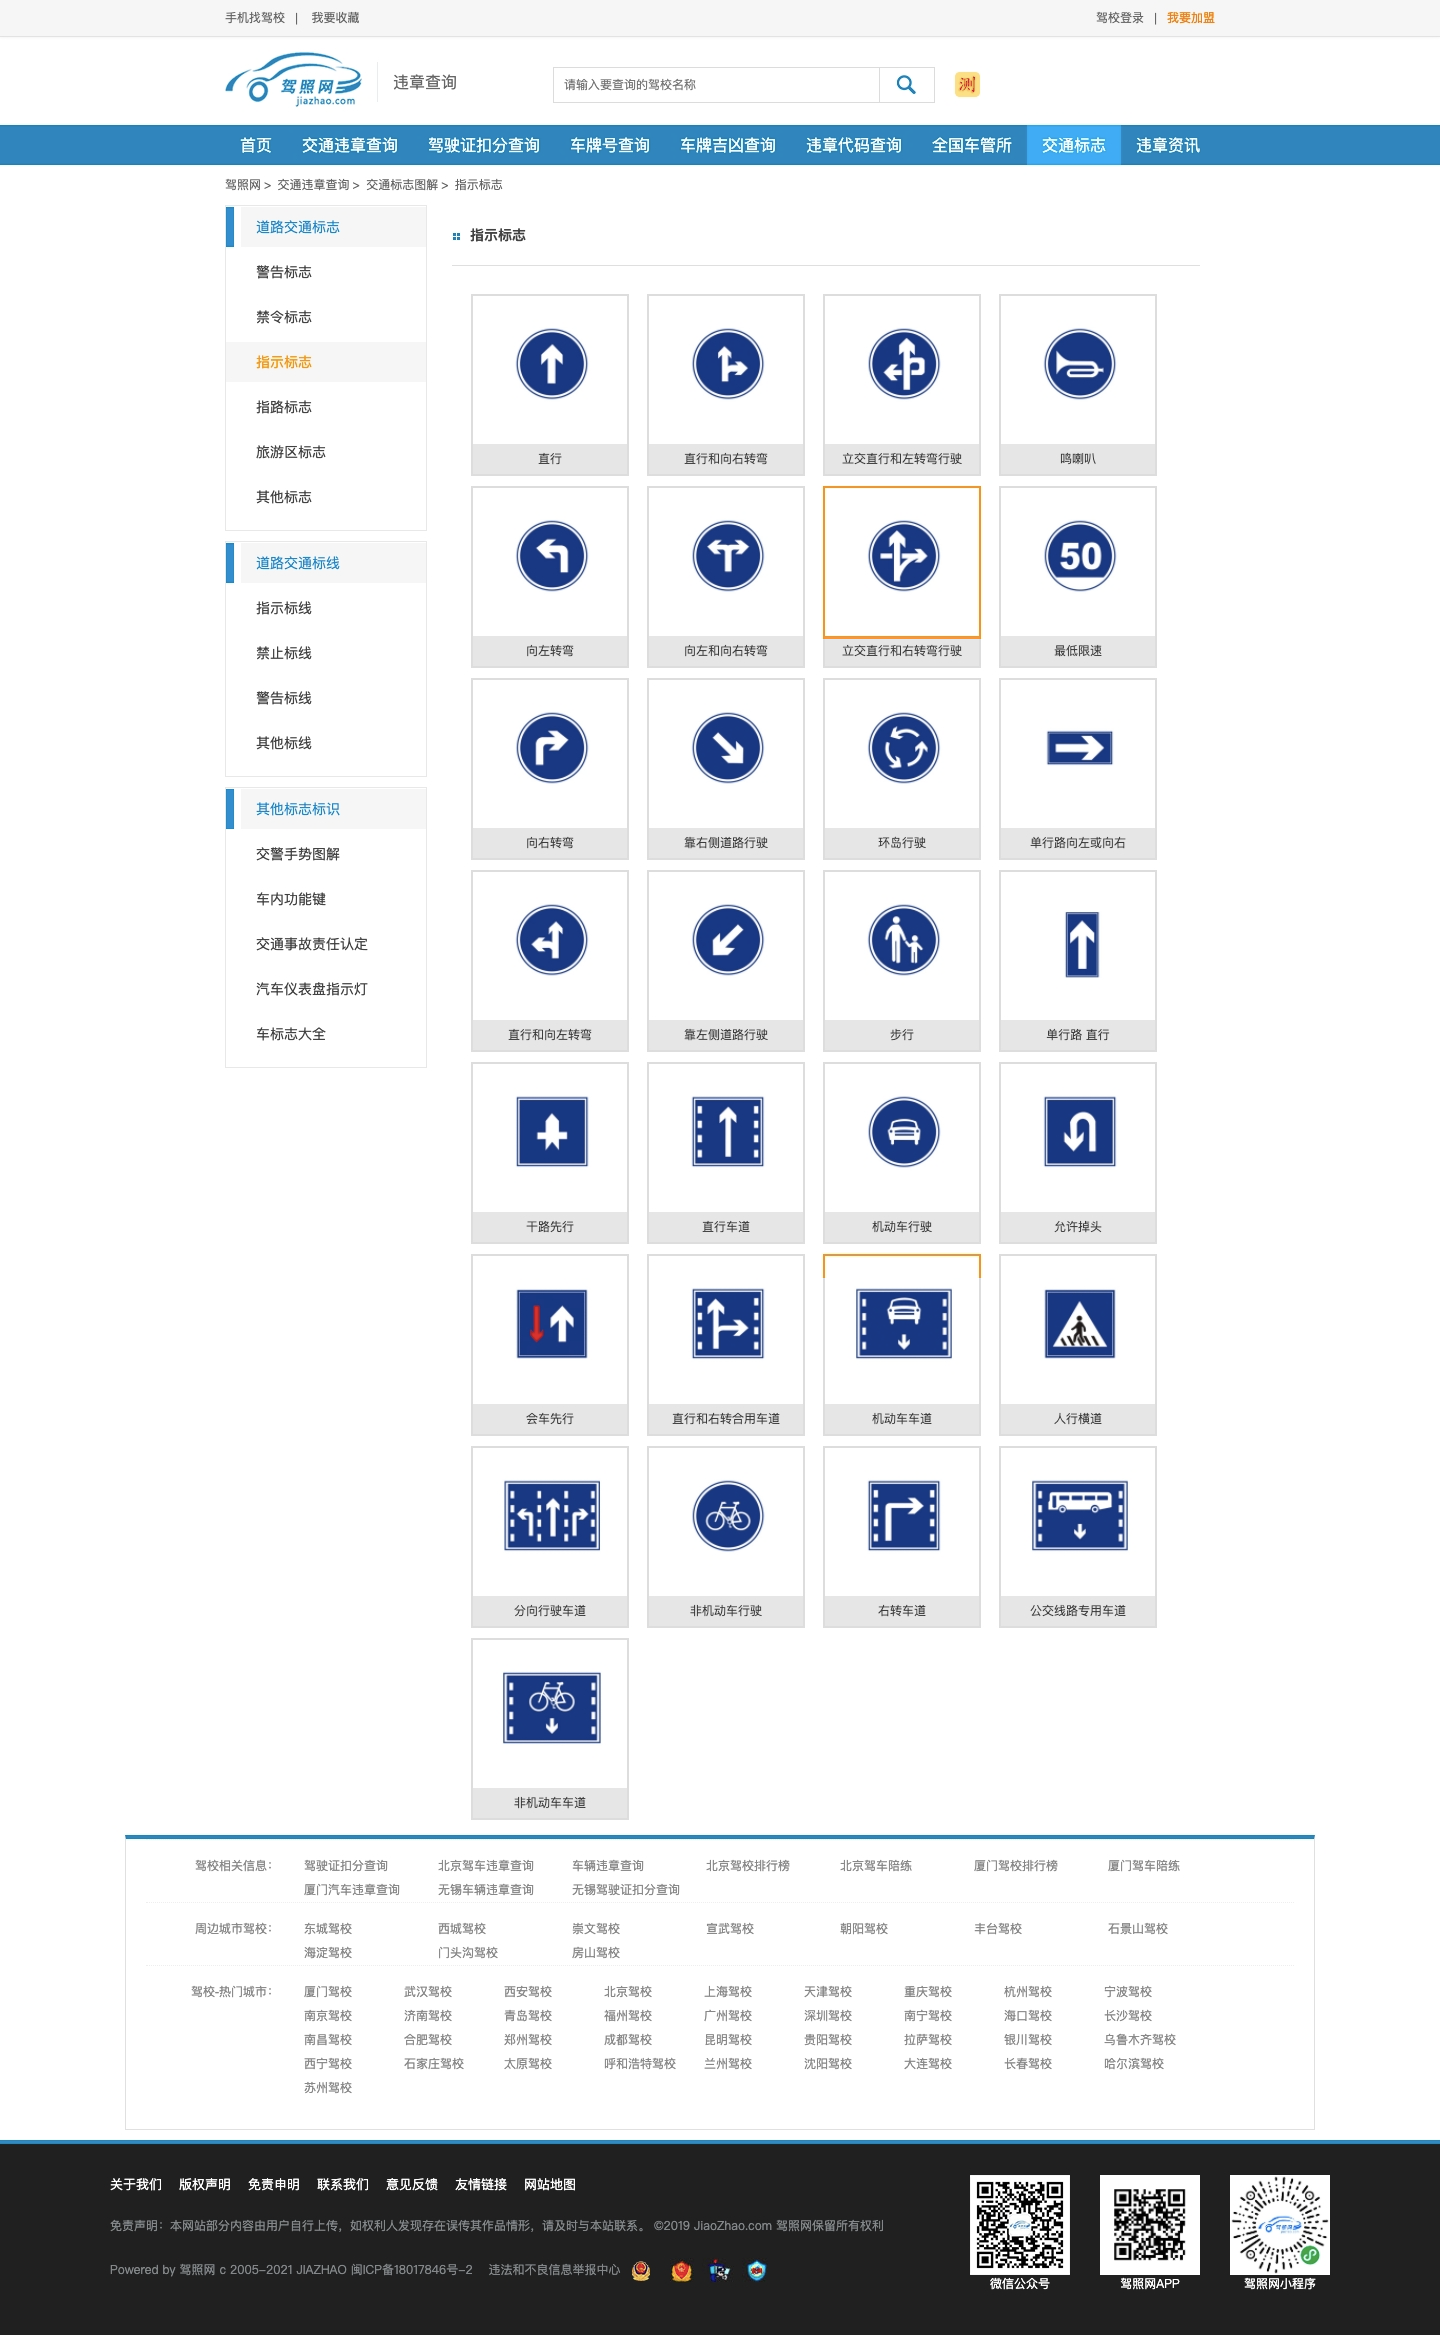 手机找驾校 | 我要收藏
驾校登录 | 我要加盟
驾照网
jiazhao.com
违章查询
请输入要查询的驾校名称
测
首页 交通违章查询 驾驶证扣分查询 车牌号查询 车牌吉凶查询 违章代码查询 全国车管所 交通标志 违章资讯
驾照网 > 交通违章查询 > 交通标志图解 > 指示标志
道路交通标志
警告标志
禁令标志
指示标志
指路标志
旅游区标志
其他标志
道路交通标线
指示标线
禁止标线
警告标线
其他标线
其他标志标识
交警手势图解
车内功能键
交通事故责任认定
汽车仪表盘指示灯
车标志大全
指示标志
直行 直行和向右转弯 立交直行和左转弯行驶 鸣喇叭
50
向左转弯 向左和向右转弯 立交直行和右转弯行驶 最低限速
向右转弯 靠右侧道路行驶 环岛行驶 单行路向左或向右
直行和向左转弯 靠左侧道路行驶 步行 单行路 直行
干路先行 直行车道 机动车行驶 允许掉头
会车先行 直行和右转合用车道 机动车车道 人行横道
分向行驶车道 非机动车行驶 右转车道 公交线路专用车道
非机动车车道
驾校相关信息： 驾驶证扣分查询 北京驾车违章查询 车辆违章查询 北京驾校排行榜 北京驾车陪练 厦门驾校排行榜 厦门驾车陪练
厦门汽车违章查询 无锡车辆违章查询 无锡驾驶证扣分查询
周边城市驾校： 东城驾校 西城驾校 崇文驾校 宣武驾校 朝阳驾校 丰台驾校 石景山驾校
海淀驾校 门头沟驾校 房山驾校
驾校-热门城市： 厦门驾校 武汉驾校 西安驾校 北京驾校 上海驾校 天津驾校 重庆驾校 杭州驾校 宁波驾校
南京驾校 济南驾校 青岛驾校 福州驾校 广州驾校 深圳驾校 南宁驾校 海口驾校 长沙驾校
南昌驾校 合肥驾校 郑州驾校 成都驾校 昆明驾校 贵阳驾校 拉萨驾校 银川驾校 乌鲁木齐驾校
西宁驾校 石家庄驾校 太原驾校 呼和浩特驾校 兰州驾校 沈阳驾校 大连驾校 长春驾校 哈尔滨驾校
苏州驾校
关于我们 版权声明 免责申明 联系我们 意见反馈 友情链接 网站地图
免责声明：本网站部分内容由用户自行上传，如权利人发现存在误传其作品情形，请及时与本站联系。 ©2019 JiaoZhao.com 驾照网保留所有权利
Powered by 驾照网 c 2005-2021 JIAZHAO 闽ICP备18017846号-2 违法和不良信息举报中心
微信公众号 驾照网APP 驾照网小程序